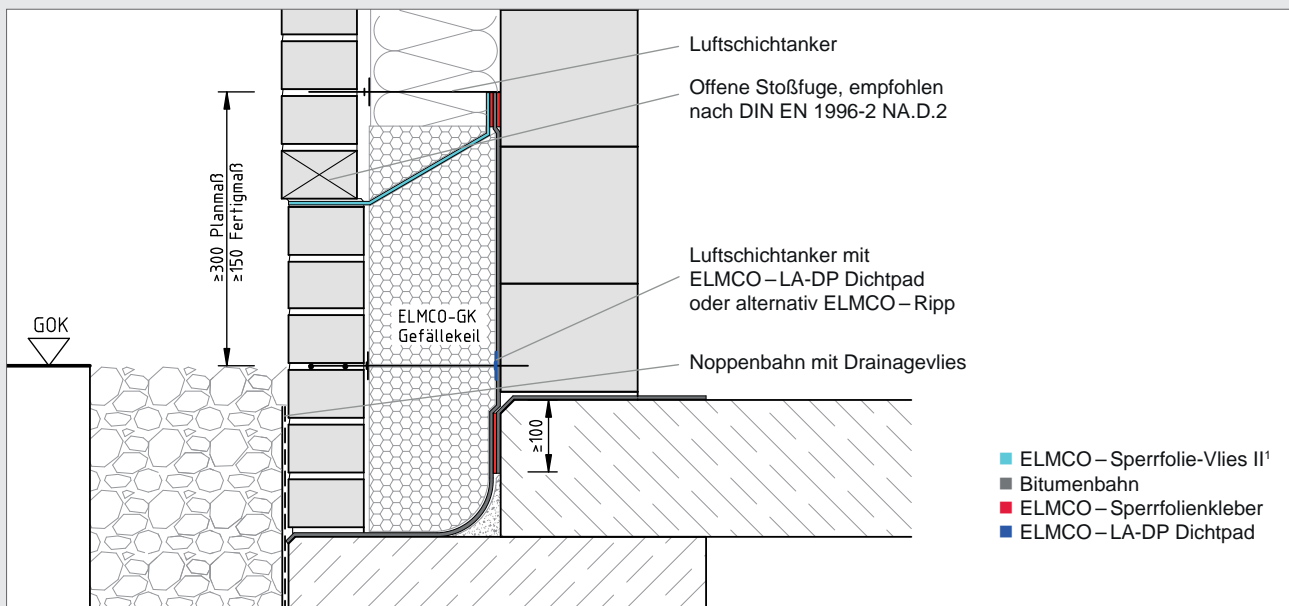 Luftschichtanker
Offene Stoßfuge, empfohlen
nach DIN EN 1996-2 NA.D.2
≥300 Planmaß
≥150 Fertigmaß
Luftschichtanker mit
ELMCO – LA-DP Dichtpad
oder alternativ ELMCO – Ripp
ELMCO-GK
Gefällekeil
GOK
Noppenbahn mit Drainagevlies
≥100
ELMCO – Sperrfolie-Vlies II¹
Bitumenbahn
ELMCO – Sperrfolienkleber
ELMCO – LA-DP Dichtpad